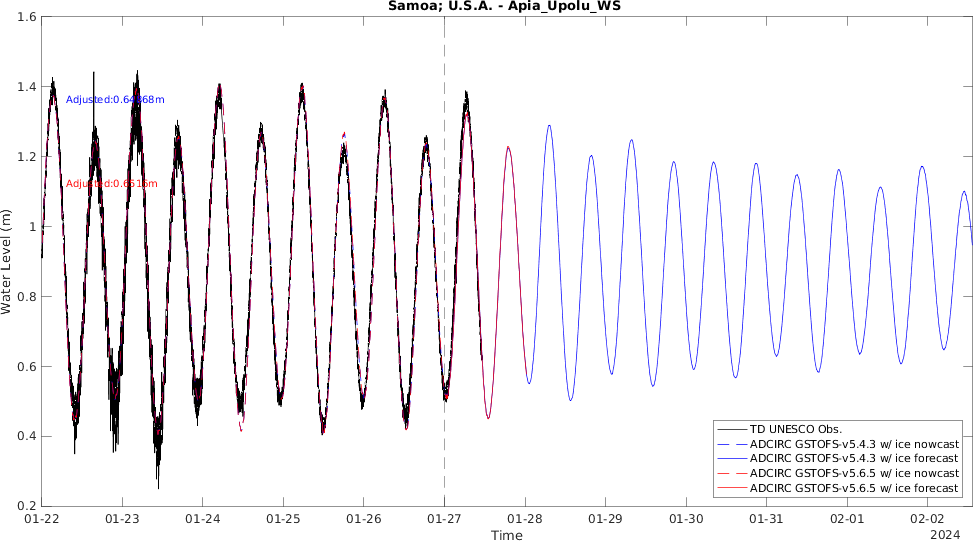 Samoa; U.S.A. - Apia_Upolu_WS
1.6
1.4
1.2
1
0.8
0.6
0.4
0.2
Water Level (m)
Adjusted:0.64868m
Adjusted:0.6516m
TD UNESCO Obs.
ADCIRC GSTOFS-v5.4.3 w/ ice nowcast
ADCIRC GSTOFS-v5.4.3 w/ ice forecast
ADCIRC GSTOFS-v5.6.5 w/ ice nowcast
ADCIRC GSTOFS-v5.6.5 w/ ice forecast
01-22 01-23 01-24 01-25 01-26 01-27 01-28 01-29 01-30 01-31 02-01 02-02
Time
2024